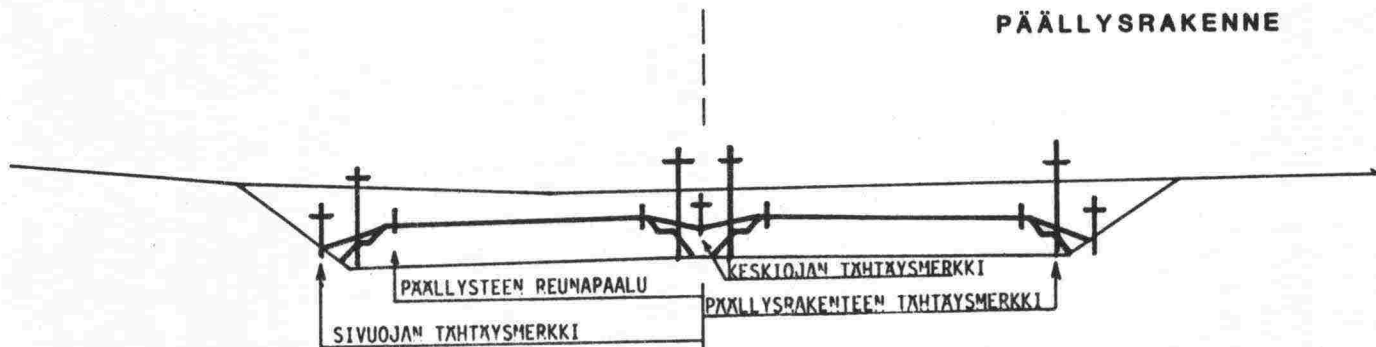 PÄÄLLYSRAKENNE
KESKIOJAN TÄHTÄYSMERKKI
PÄÄLLYSTEEN REUNAPAALU
PÄÄLLYSRAKENTEEN TÄHTÄYSMERKKI
SIVUOJAN TÄHTÄYSMERKKI